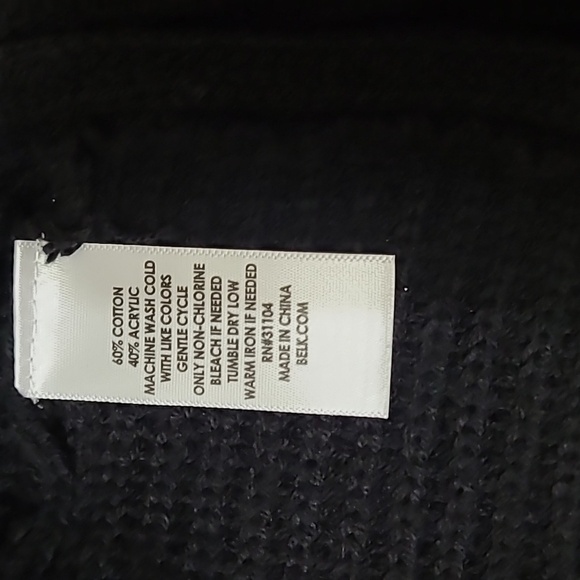 60% COTTON
40% ACRYLIC
MACHINE WASH COLD
WITH LIKE COLORS
GENTLE CYCLE
ONLY NON-CHLORINE
BLEACH IF NEEDED
TUMBLE DRY LOW
WARM IRON IF NEEDED
RN#31104
MADE IN CHINA
BELK.COM